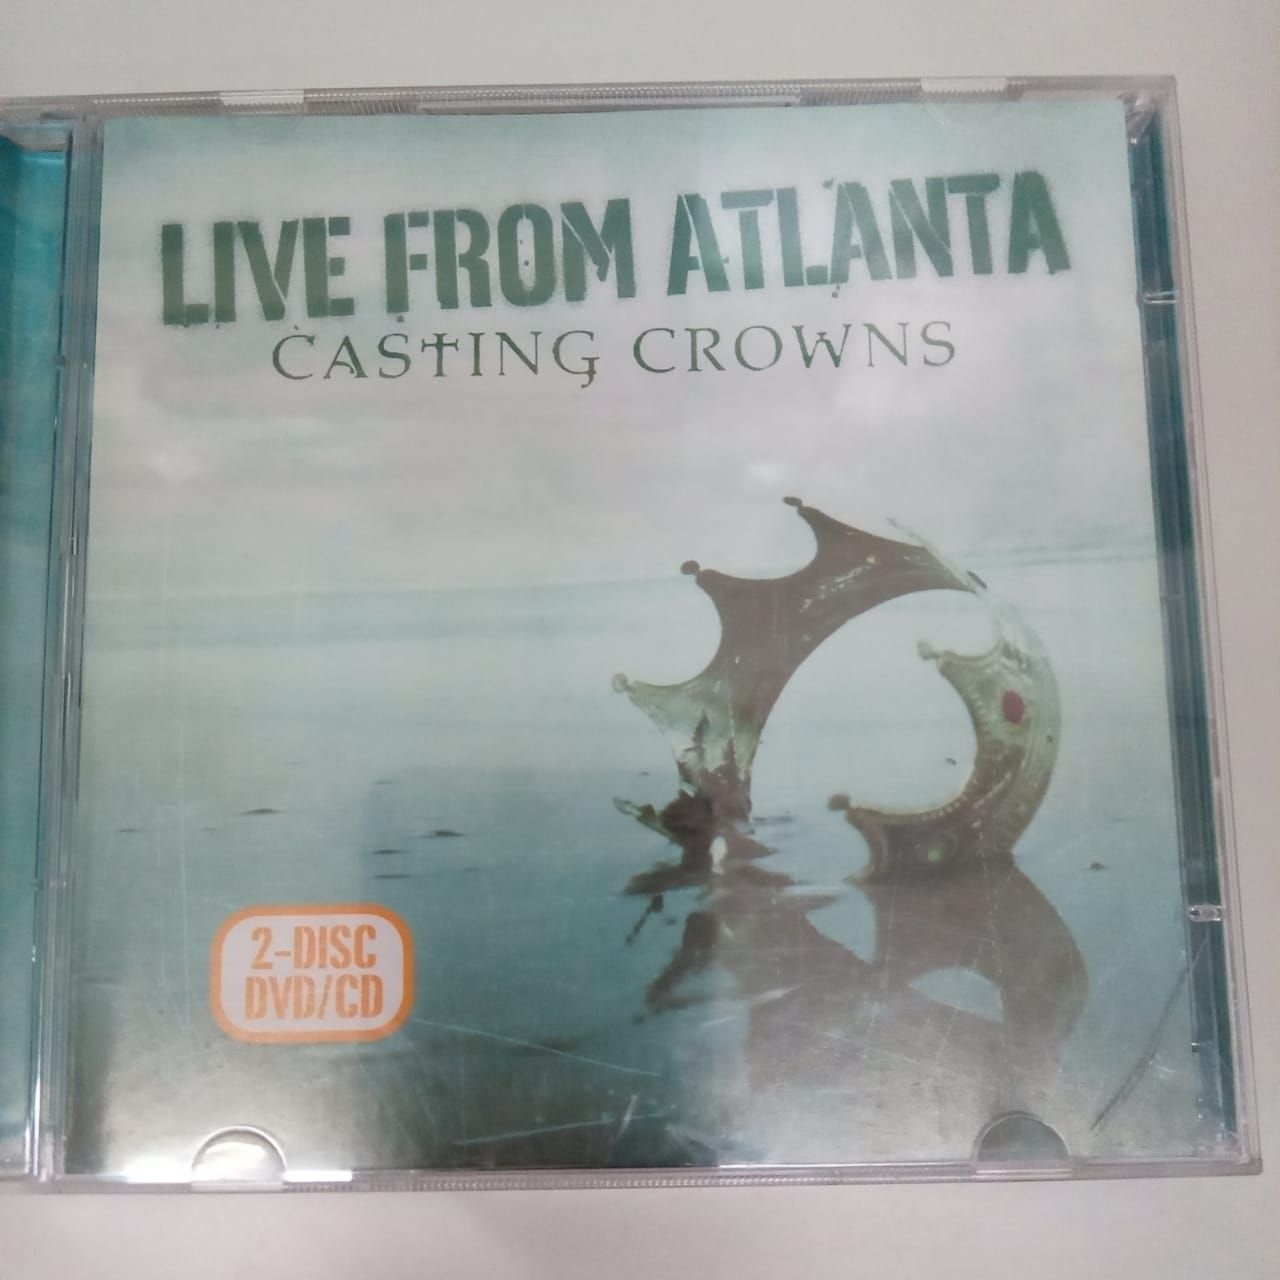 LIVE FROM ATLANTA
CASTING CROWNS
2-DISC
DVD/CD